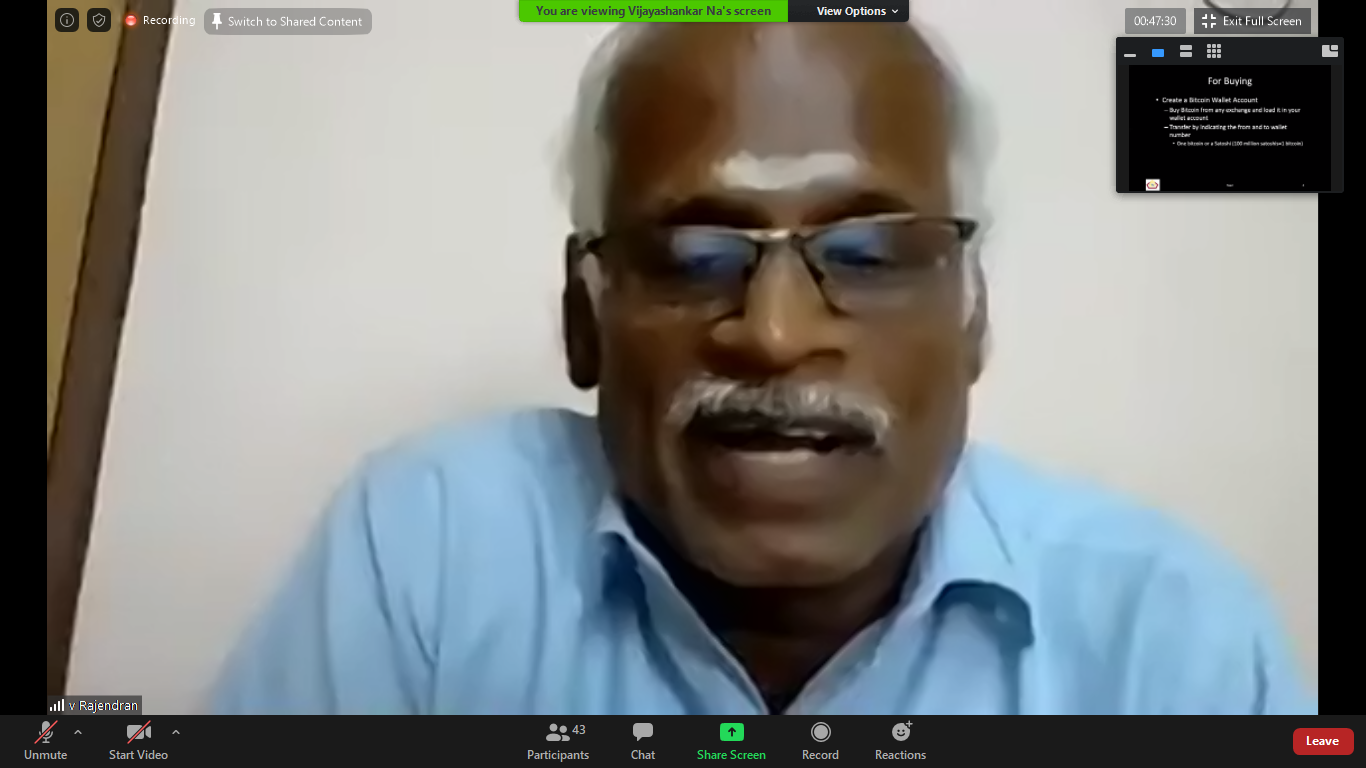 Recording
Switch to Shared Content
You are viewing Vijayashankar Na's screen
View Options
00:47:30
Exit Full Screen
For Buying
• Create a Bitcoin Wallet Account
– Buy Bitcoin from any exchange and load it in your
wallet account
– Transfer by indicating the from and to wallet
number
• One bitcoin or a Satoshi (100 million satoshis=1 bitcoin)
v Rajendran
Unmute
Start Video
Participants
43
Chat
Share Screen
Record
Reactions
Leave